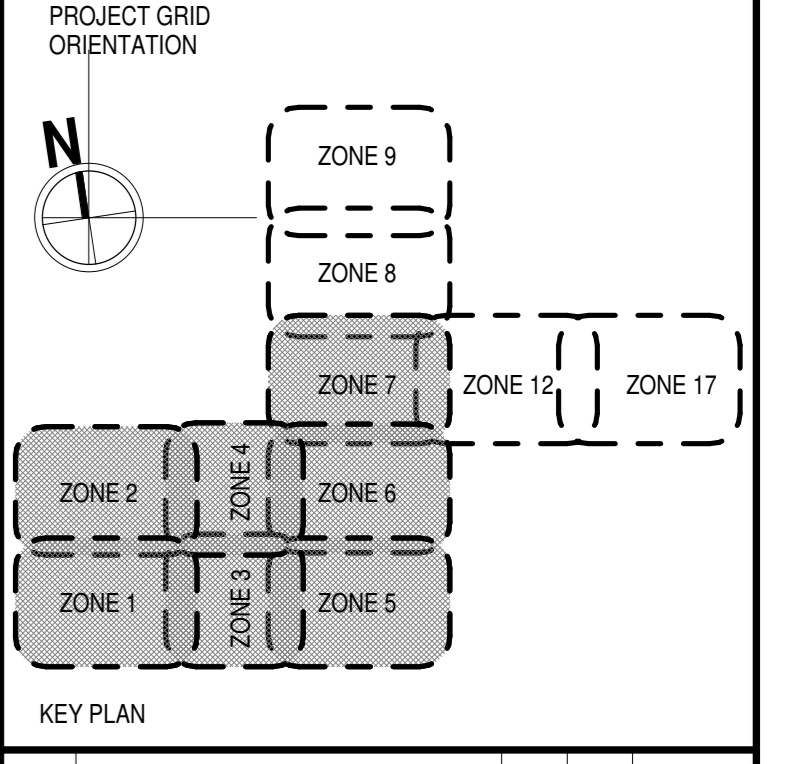 PROJECT GRID
ORIENTATION
N
ZONE 9
ZONE 8
ZONE 7
ZONE 12
ZONE 17
ZONE 2
ZONE 4
ZONE 6
ZONE 1
ZONE 3
ZONE 5
KEY PLAN